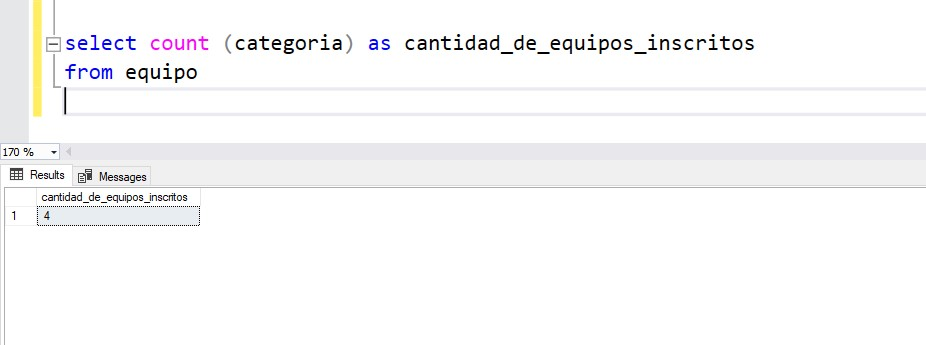 select count (categoria) as cantidad_de_equipos_inscritos
from equipo
170 %
Results Messages
cantidad_de_equipos_inscritos
1 4